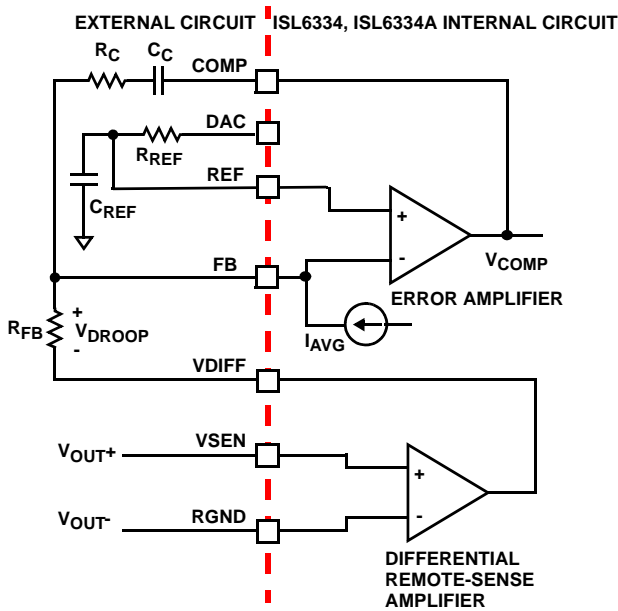 EXTERNAL CIRCUIT
ISL6334, ISL6334A INTERNAL CIRCUIT
RC
CC
COMP
DAC
RREF
REF
CREF
+
-
VCOMP
FB
ERROR AMPLIFIER
RFB
+
VDROOP
-
IAVG
VDIFF
VOUT+
VSEN
+
VOUT-
RGND
-
DIFFERENTIAL
REMOTE-SENSE
AMPLIFIER